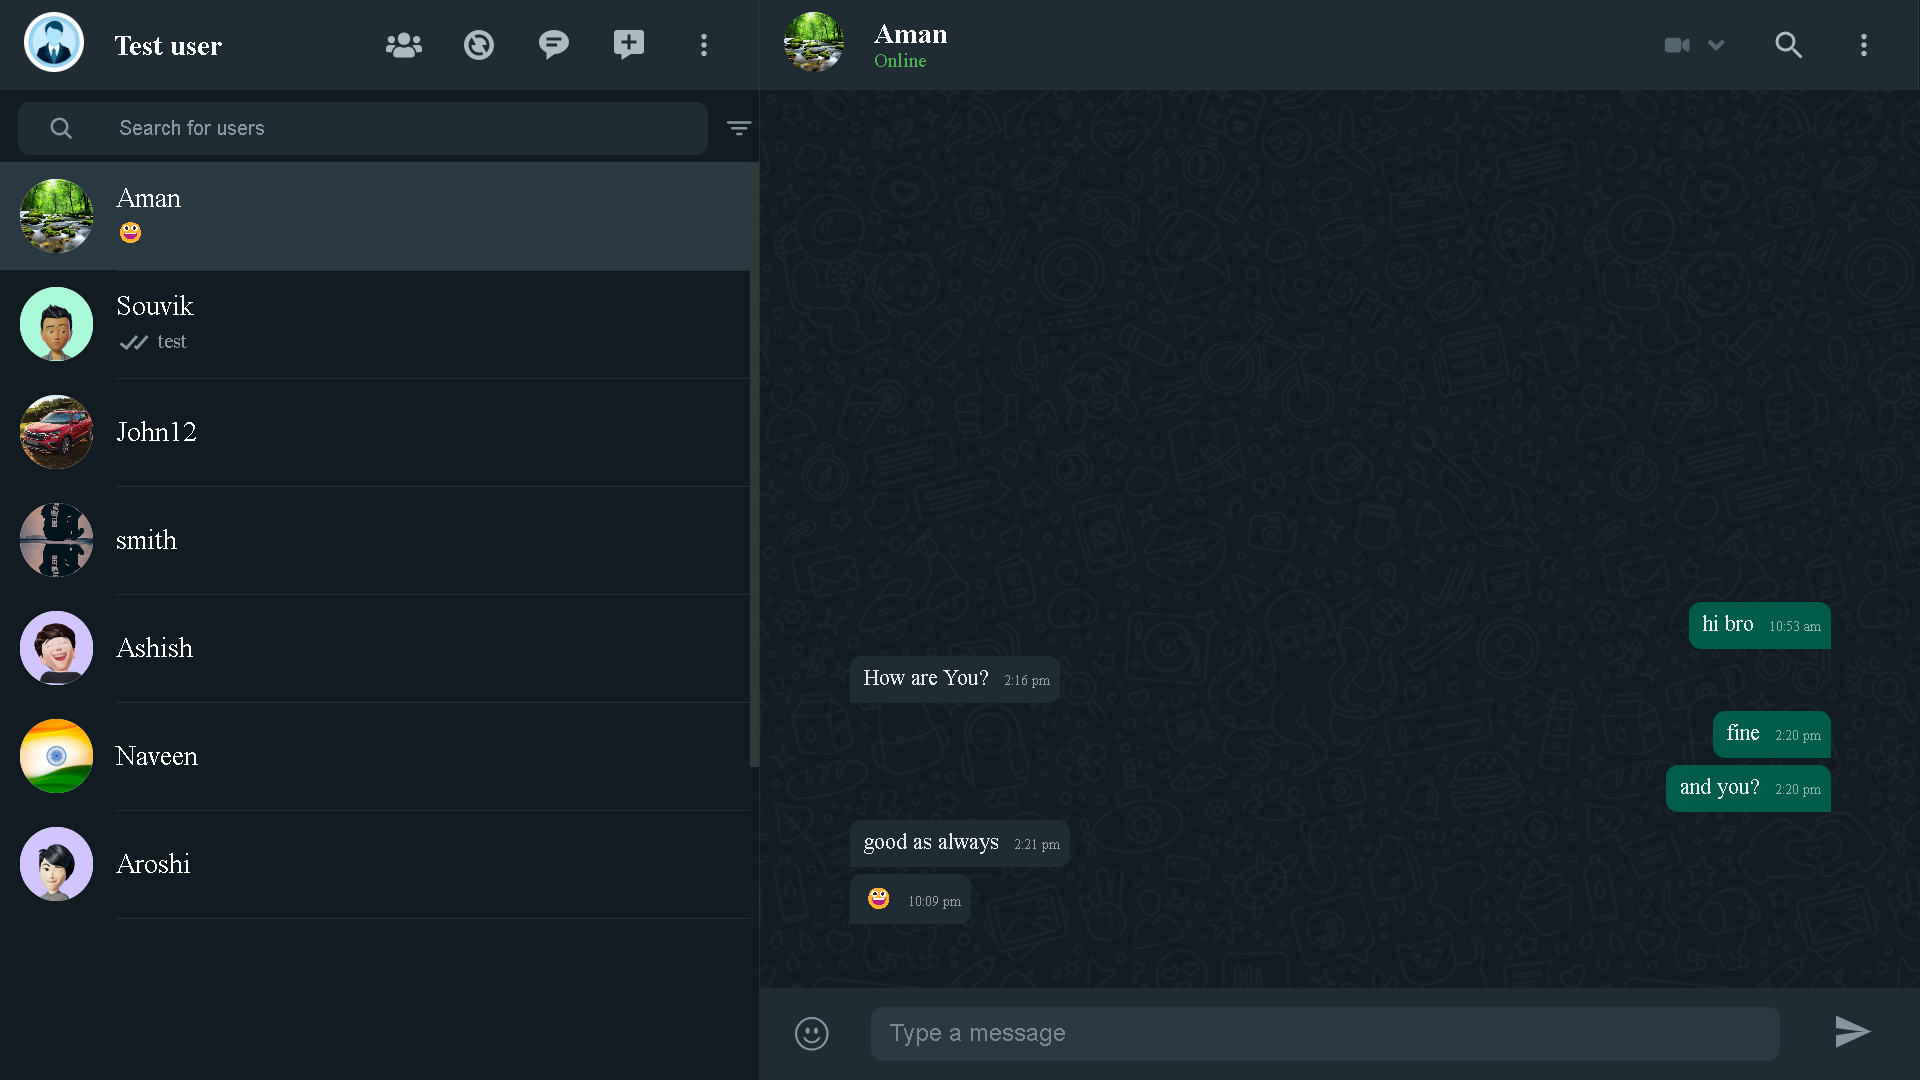 Test user
Search for users
Aman
Souvik
test
John12
smith
Ashish
Naveen
Aroshi
Aman
Online
hi bro 10:53 am
How are You? 2:16 pm
fine 2:20 pm
and you? 2:20 pm
good as always 2:21 pm
😀 10:09 pm
Type a message